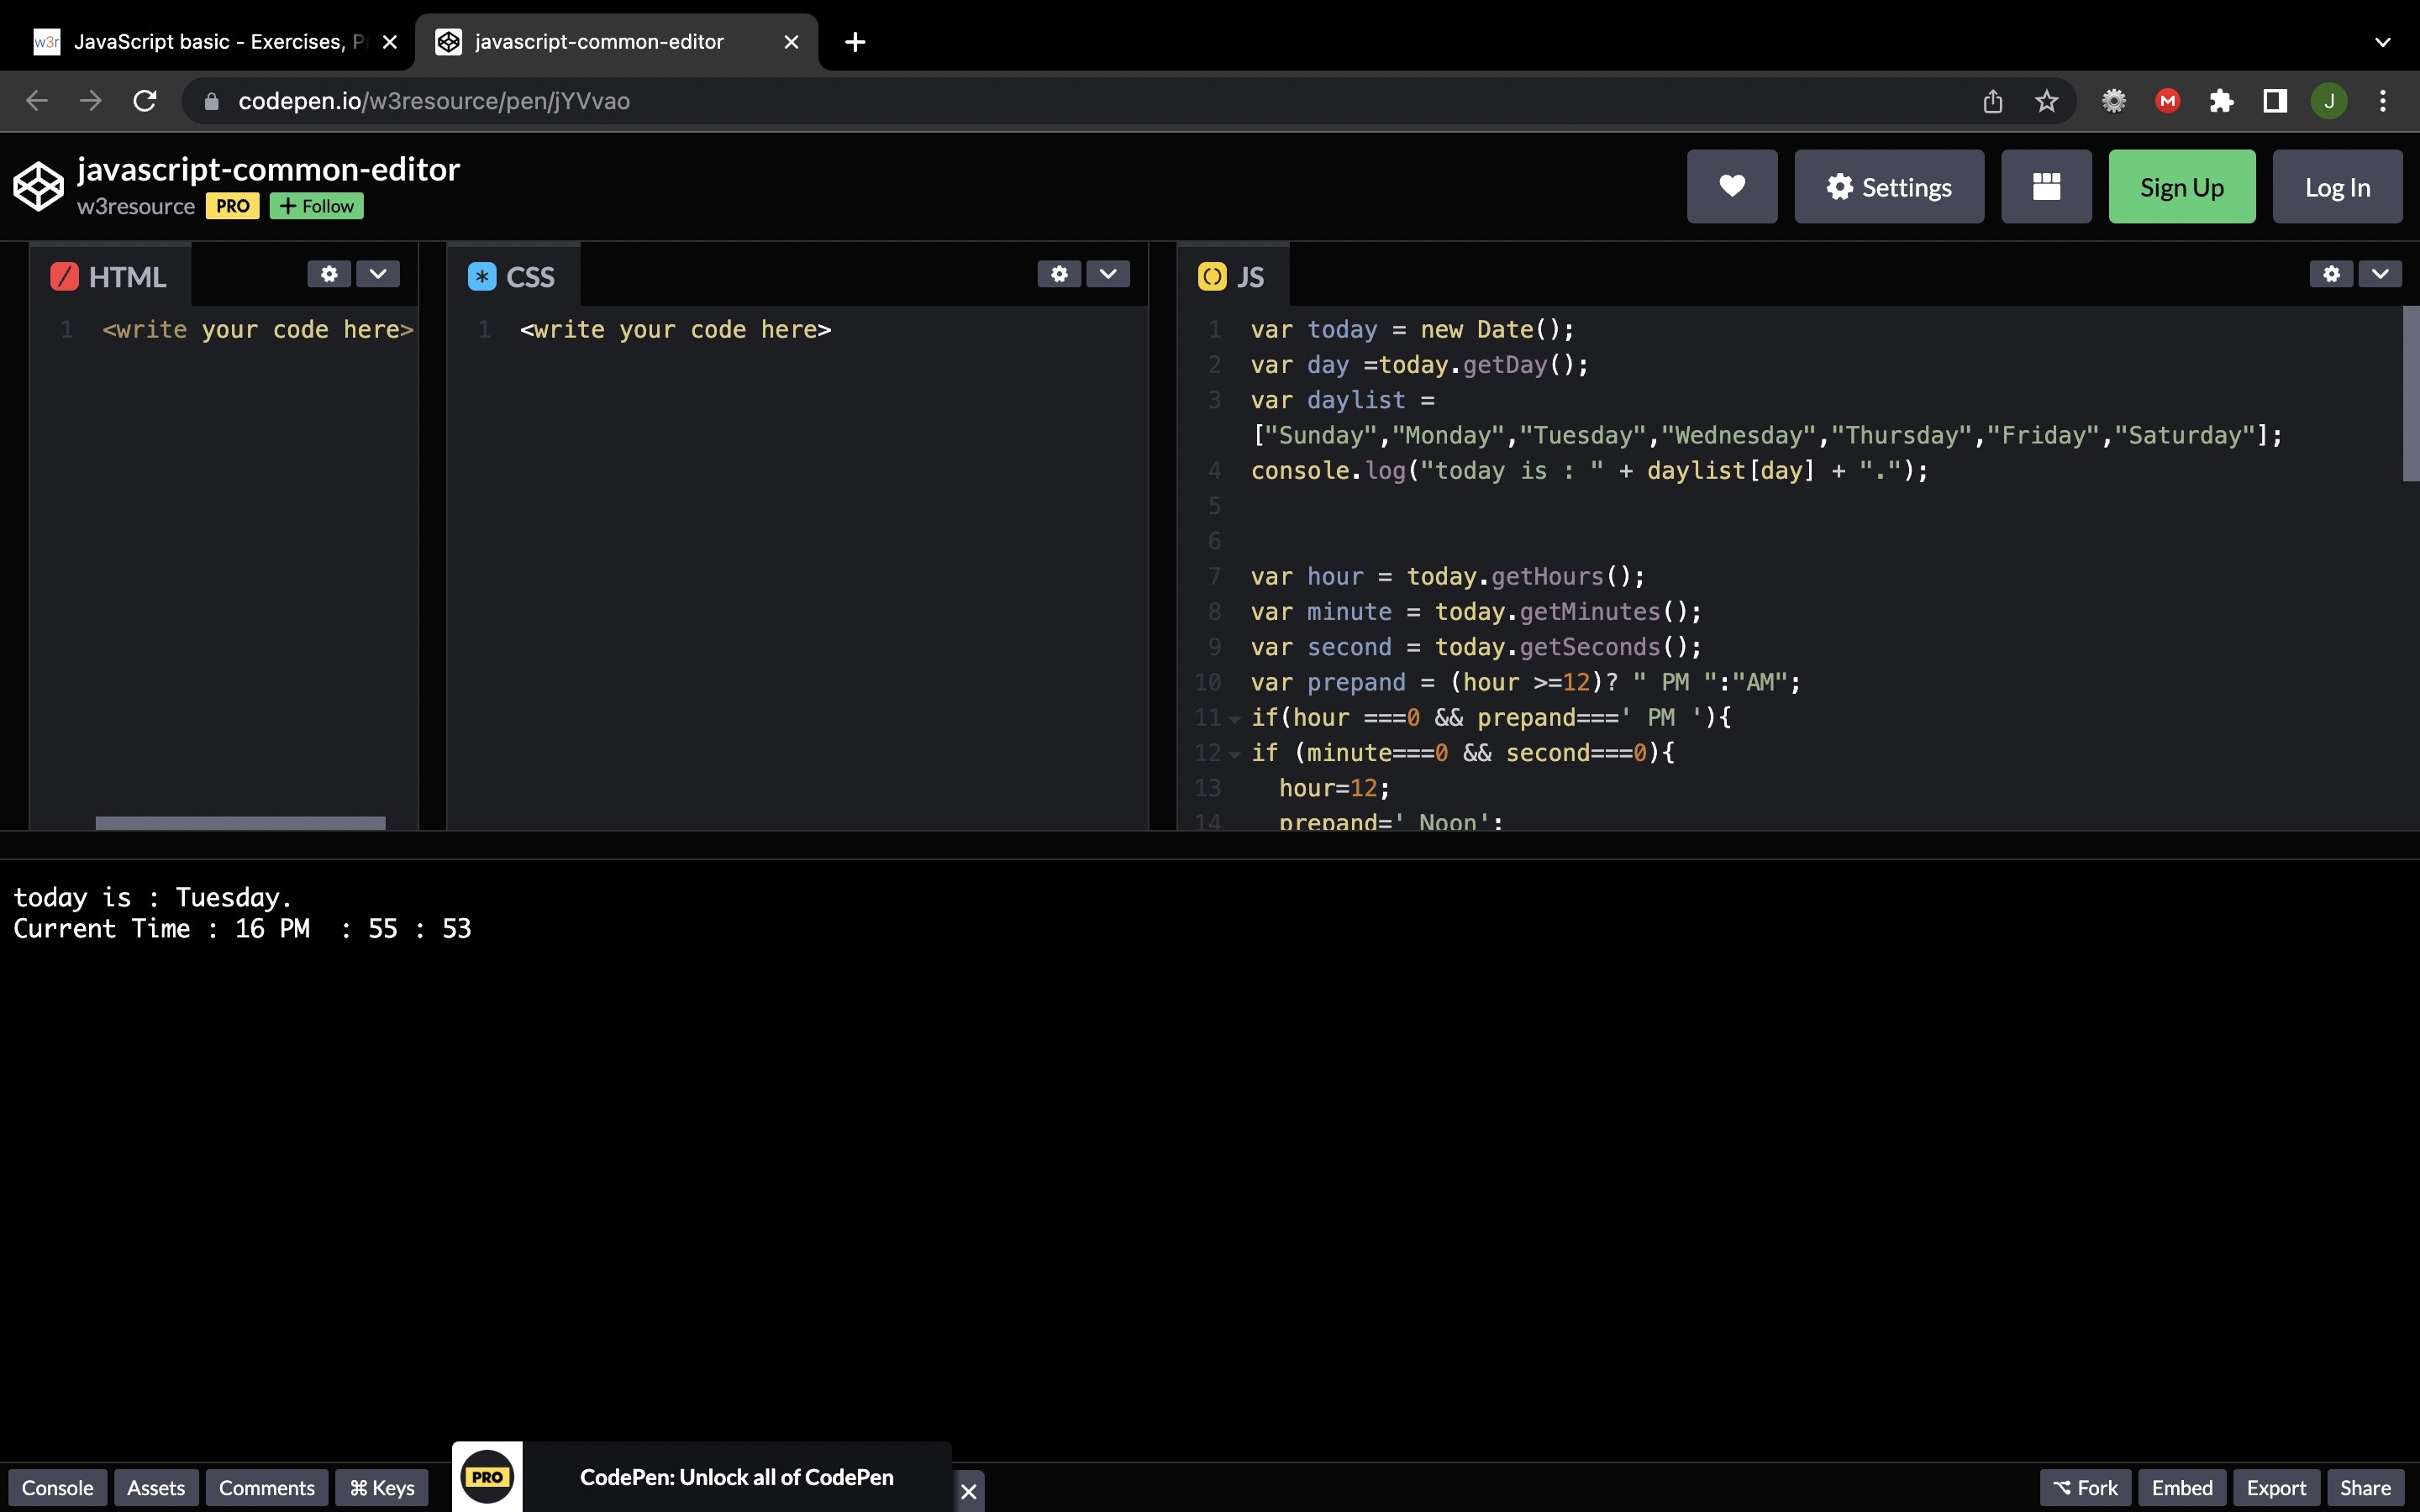 w3r JavaScript basic - Exercises, P
javascript-common-editor
codepen.io/w3resource/pen/jYVvao
M
J
javascript-common-editor
w3resource PRO + Follow
Settings
Sign Up
Log In
HTML
1 <write your code here>
CSS
1 <write your code here>
JS
1 var today = new Date();
2 var day =today.getDay();
3 var daylist =
["Sunday","Monday","Tuesday","Wednesday","Thursday","Friday","Saturday"];
4 console.log("today is : " + daylist[day] + ".");
5
6
7 var hour = today.getHours();
8 var minute = today.getMinutes();
9 var second = today.getSeconds();
10 var prepand = (hour >=12)? " PM ":"AM";
11 if(hour ===0 && prepand===' PM '){
12 if (minute===0 && second===0){
13 hour=12;
14 prepand=' Noon';
today is : Tuesday.
Current Time : 16 PM  : 55 : 53
Console
Assets
Comments
⌘ Keys
PRO
CodePen: Unlock all of CodePen
Fork
Embed
Export
Share